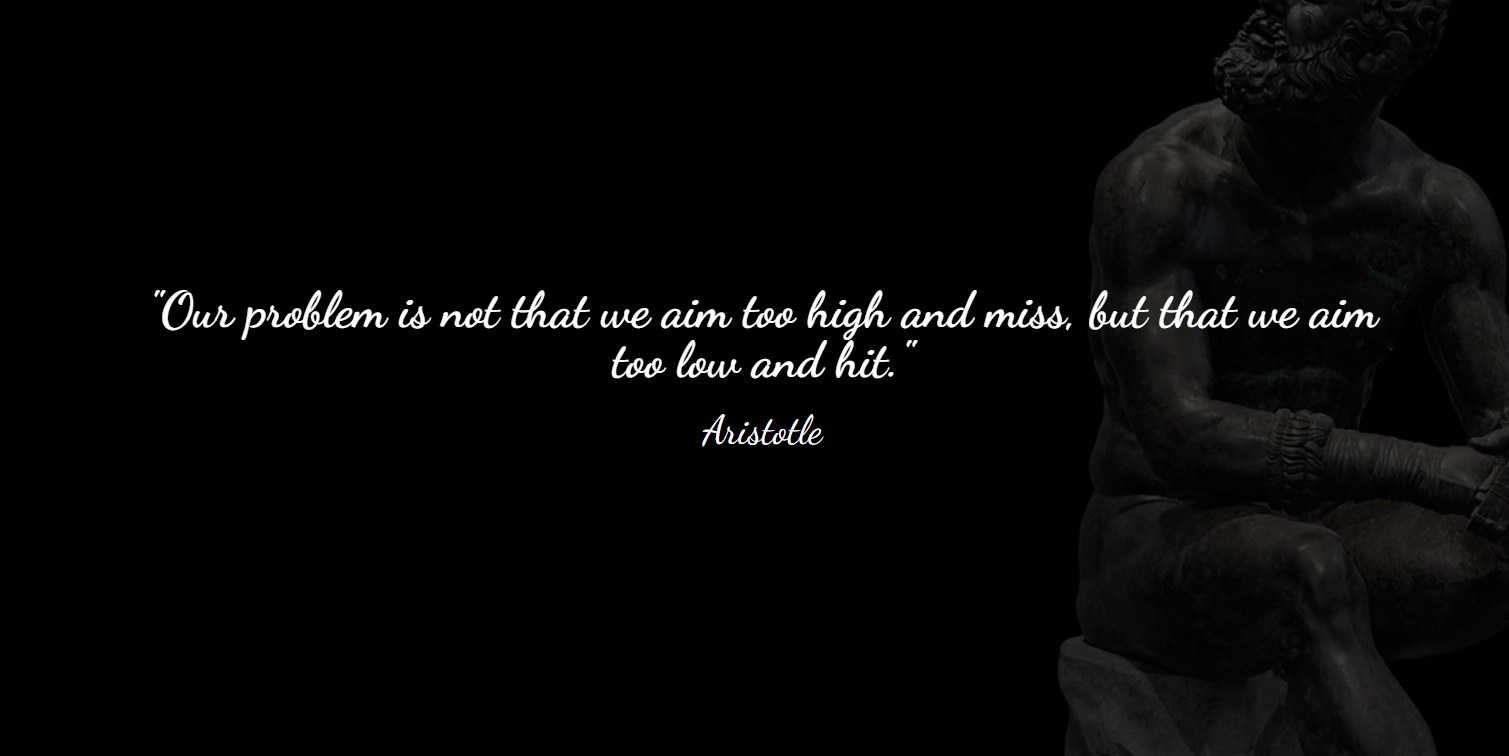 "Our problem is not that we aim too high and miss, but that we aim
too low and hit."
Aristotle